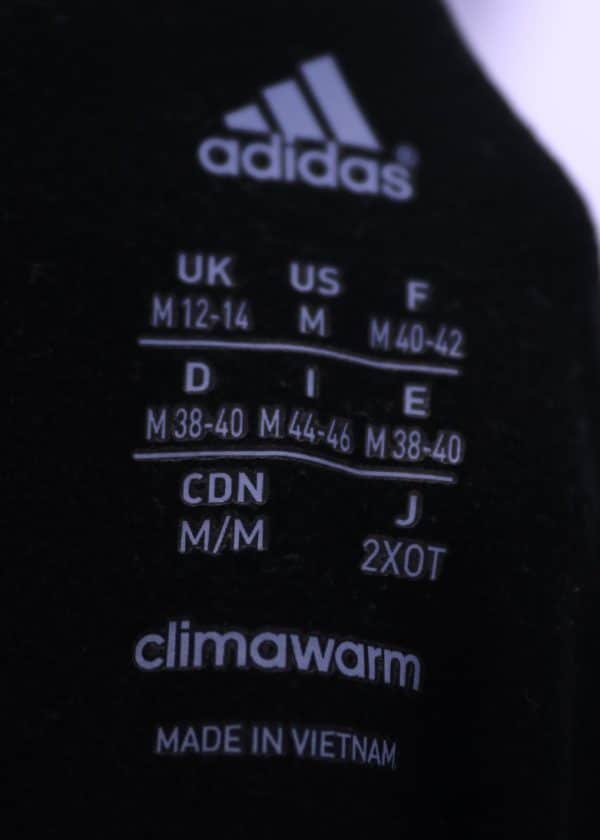 adidas®
UK US F
M 12-14 M M 40-42
D I E
M 38-40 M 44-46 M 38-40
CDN J
M/M 2XOT
climawarm
MADE IN VIETNAM